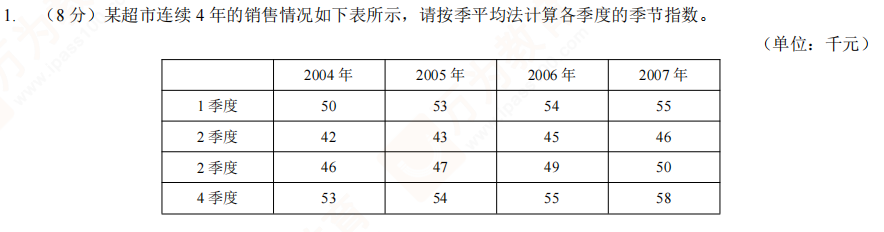 1. （8 分）某超市连续 4 年的销售情况如下表所示，请按季平均法计算各季度的季节指数。
（单位：千元）
2004 年 2005 年 2006 年 2007 年
1 季度 50 53 54 55
2 季度 42 43 45 46
2 季度 46 47 49 50
4 季度 53 54 55 58